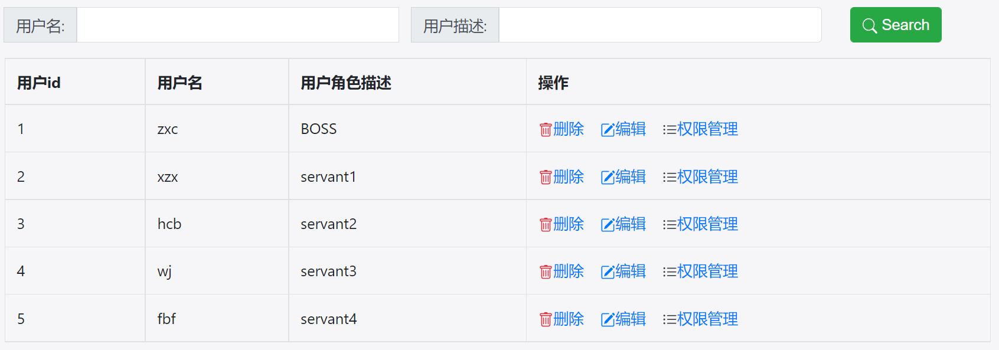 用户名: 用户描述: Search
用户id 用户名 用户角色描述 操作
1 zxc BOSS 删除 编辑 权限管理
2 xzx servant1 删除 编辑 权限管理
3 hcb servant2 删除 编辑 权限管理
4 wj servant3 删除 编辑 权限管理
5 fbf servant4 删除 编辑 权限管理